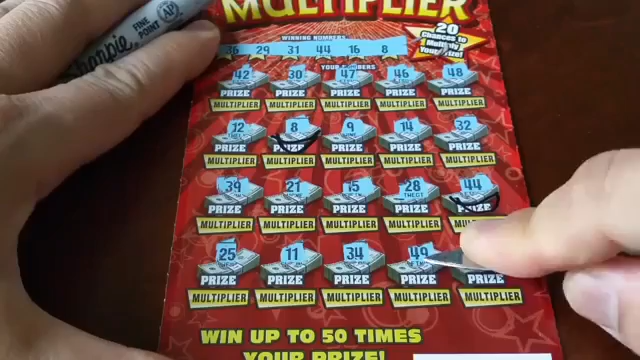 MULTIPLIER
Sharpie
FINE
POINT
AP
WINNING NUMBERS
36 29 31 44 16 8
20
Chances to
Multiply
Your Prize!
YOUR NUMBERS
42 30 47 46 48
PRIZE PRIZE PRIZE PRIZE PRIZE
MULTIPLIER MULTIPLIER MULTIPLIER MULTIPLIER MULTIPLIER
12 8 9 14 32
PRIZE PRIZE PRIZE PRIZE PRIZE
MULTIPLIER MULTIPLIER MULTIPLIER MULTIPLIER MULTIPLIER
39 21 15 28 44
PRIZE PRIZE PRIZE PRIZE PRIZE
MULTIPLIER MULTIPLIER MULTIPLIER MULTIPLIER MULTIPLIER
25 11 34 49
PRIZE PRIZE PRIZE PRIZE PRIZE
MULTIPLIER MULTIPLIER MULTIPLIER MULTIPLIER MULTIPLIER
WIN UP TO 50 TIMES
YOUR PRIZE!